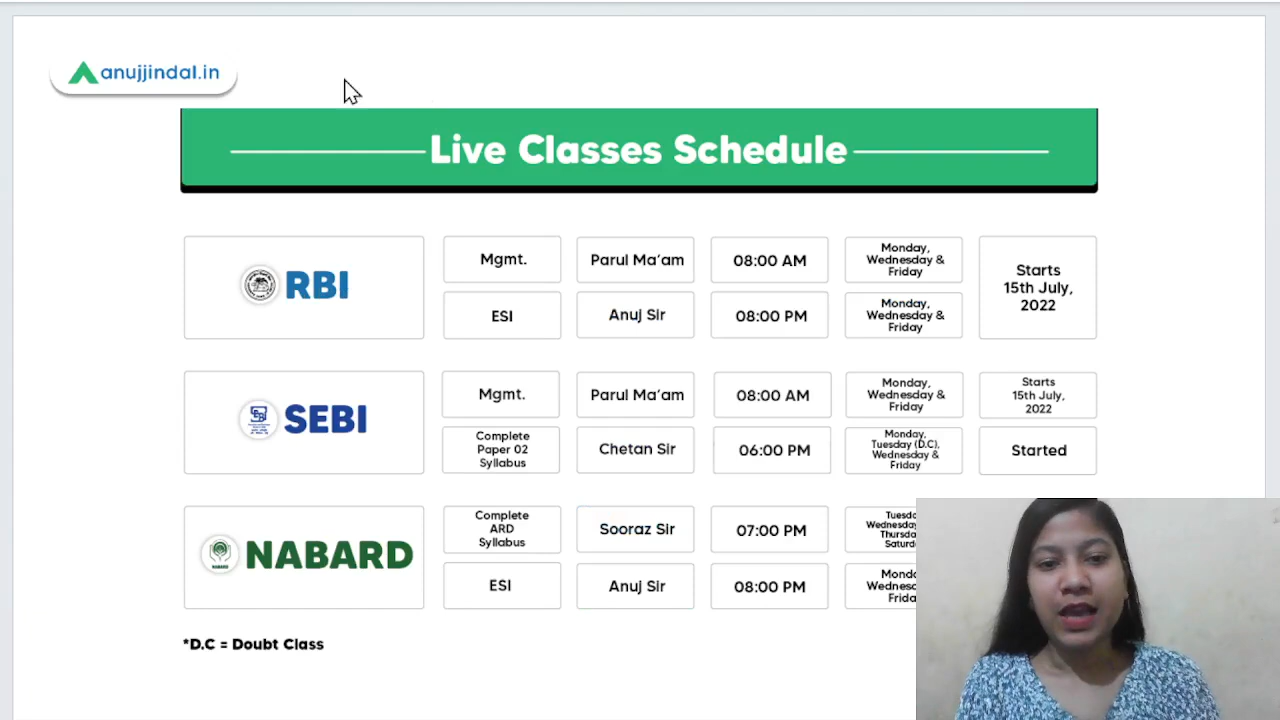 anujjindal.in
Live Classes Schedule
RBI
Mgmt.
Parul Ma'am
08:00 AM
Monday,
Wednesday &
Friday
Starts
15th July,
2022
ESI
Anuj Sir
08:00 PM
Monday,
Wednesday &
Friday
SEBI
Mgmt.
Parul Ma'am
08:00 AM
Monday,
Wednesday &
Friday
Starts
15th July,
2022
Complete
Paper 02
Syllabus
Chetan Sir
06:00 PM
Monday,
Tuesday (D.C),
Wednesday &
Friday
Started
NABARD
Complete
ARD
Syllabus
Sooraz Sir
07:00 PM
ESI
Anuj Sir
08:00 PM
*D.C = Doubt Class